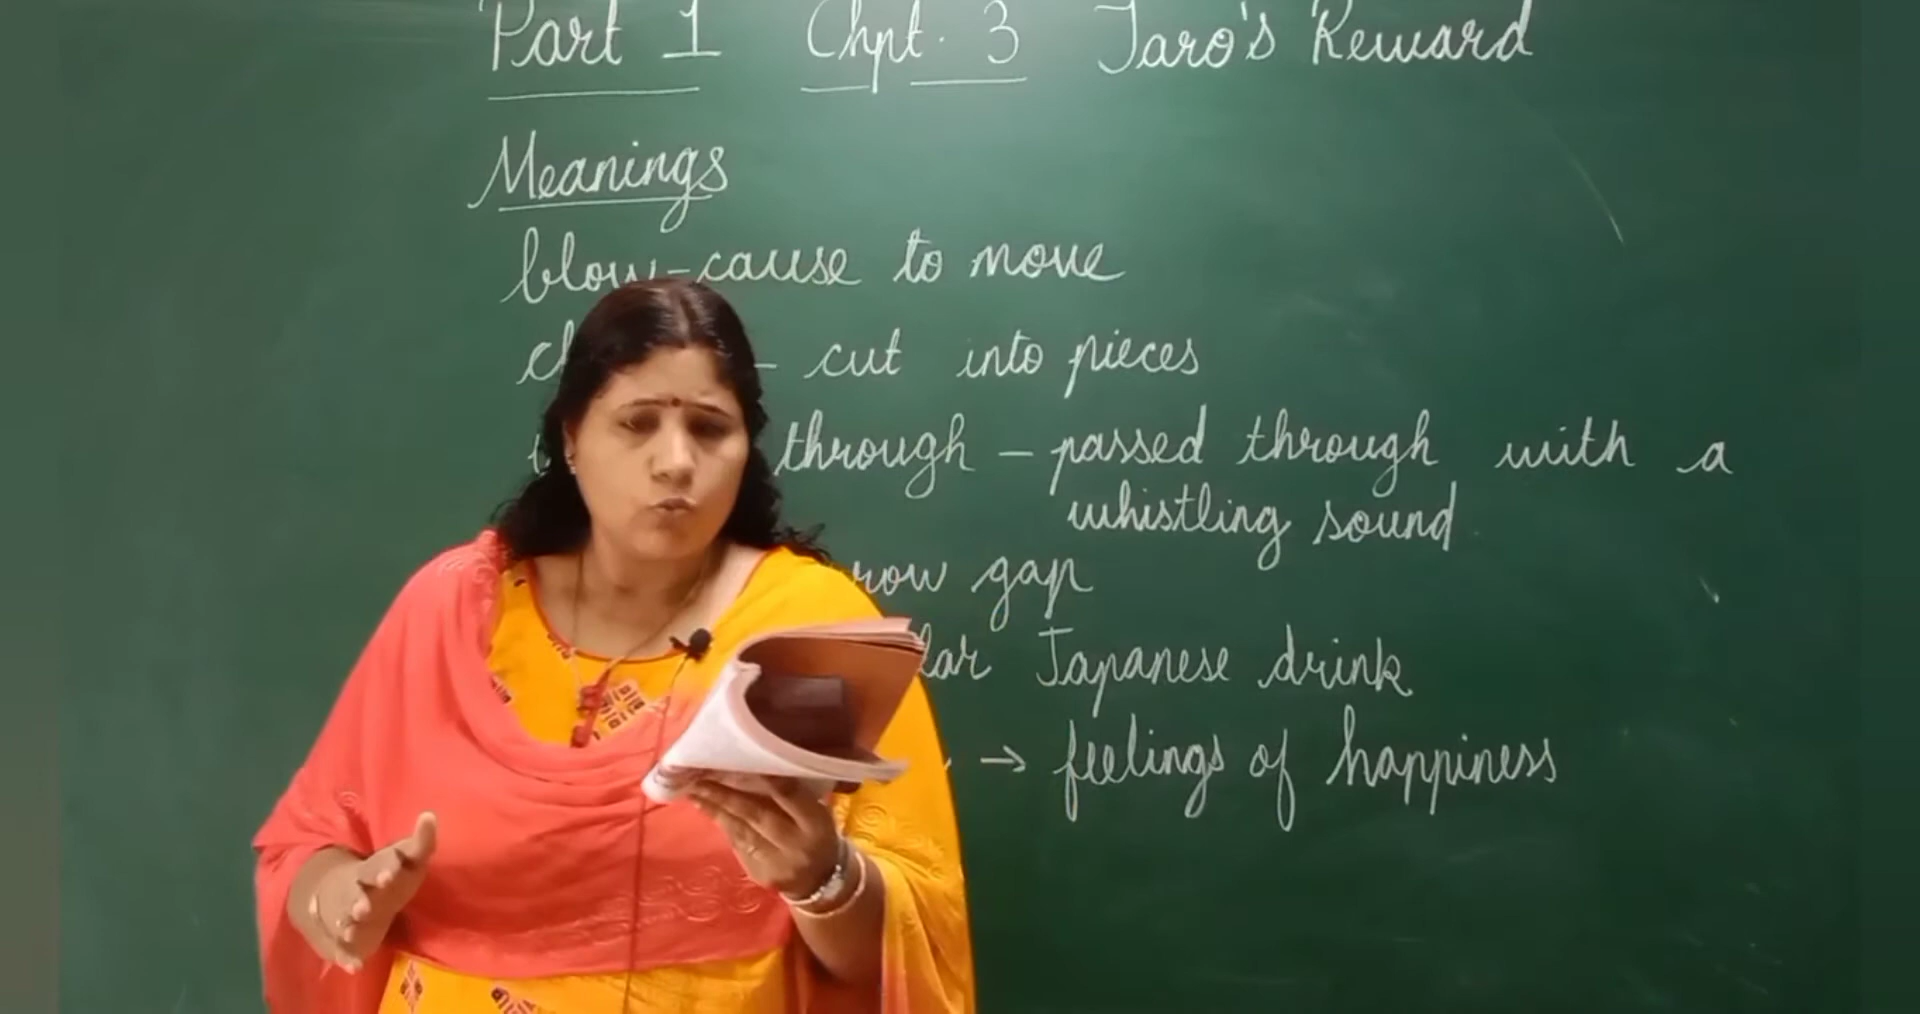 Part 1 Chpt. 3 Taro's Reward
Meanings
blow - cause to move
- cut into pieces
through - passed through with a
whistling sound
gap
Japanese drink
→ feelings of happiness